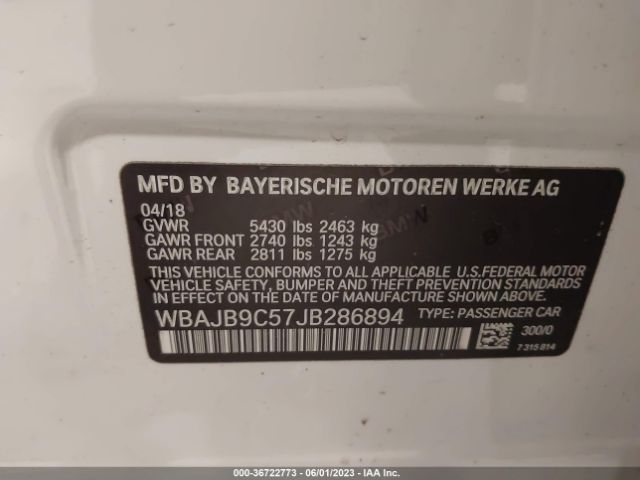 MFD BY BAYERISCHE MOTOREN WERKE AG
04/18
GVWR 5430 lbs 2463 kg
GAWR FRONT 2740 lbs 1243 kg
GAWR REAR 2811 lbs 1275 kg
THIS VEHICLE CONFORMS TO ALL APPLICABLE U.S.FEDERAL MOTOR
VEHICLE SAFETY, BUMPER AND THEFT PREVENTION STANDARDS
IN EFFECT ON THE DATE OF MANUFACTURE SHOWN ABOVE.
WBAJB9C57JB286894 TYPE: PASSENGER CAR
300/0
7 315 814
© - 36722773 - 06/01/2023 - IAA Inc.